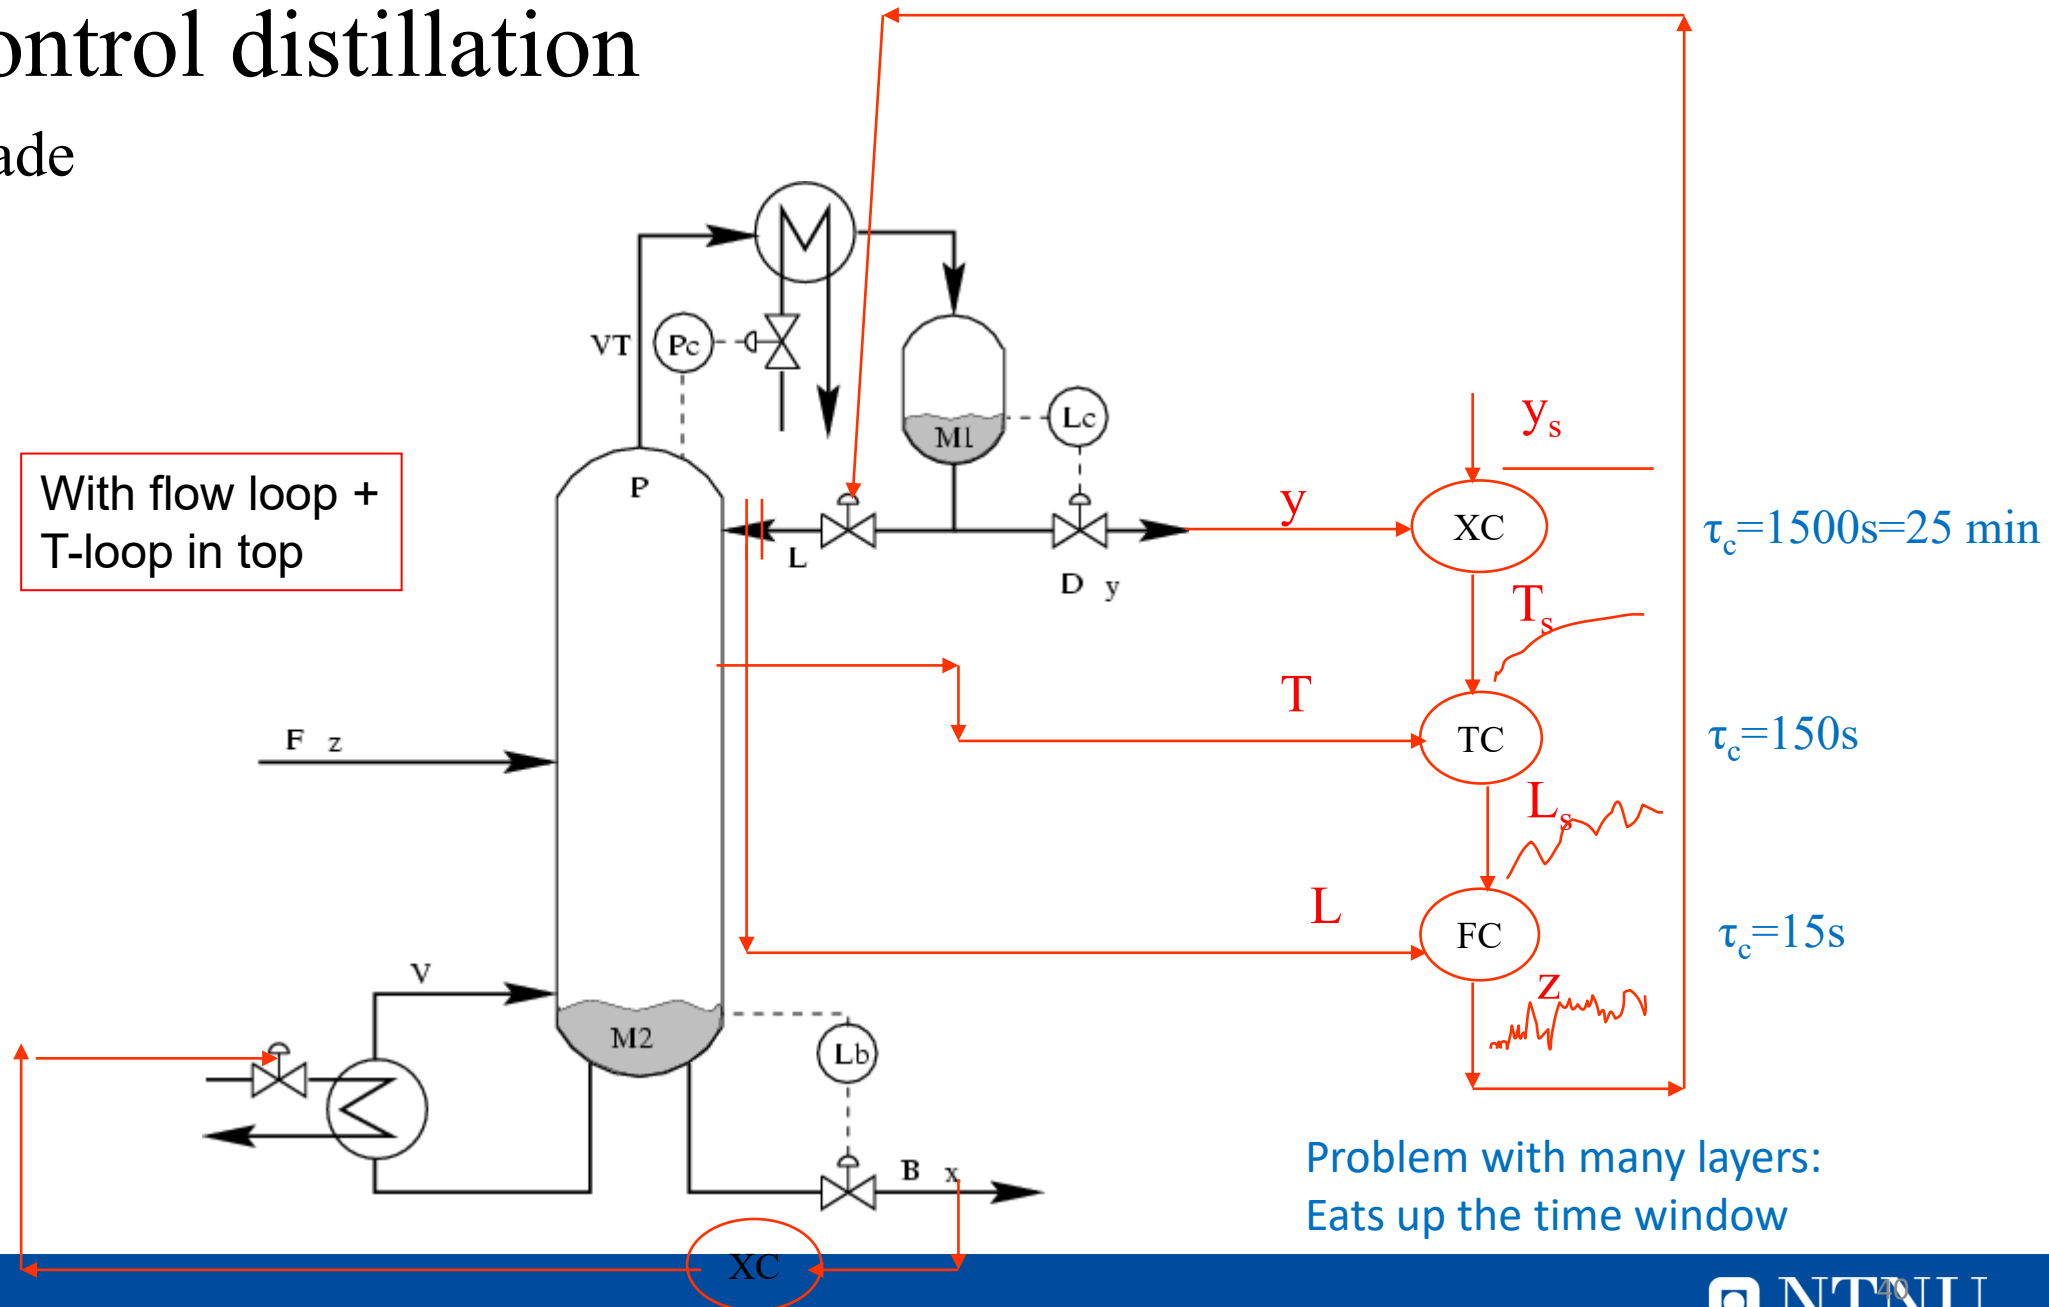 ontrol distillation
ade
With flow loop +
T-loop in top
VT
Pc
M1
Lc
P
L
D y
y
ys
XC
τc=1500s=25 min
Ts
T
TC
τc=150s
F z
Ls
L
FC
τc=15s
z
V
M2
Lb
B x
XC
Problem with many layers:
Eats up the time window
NTNU
40